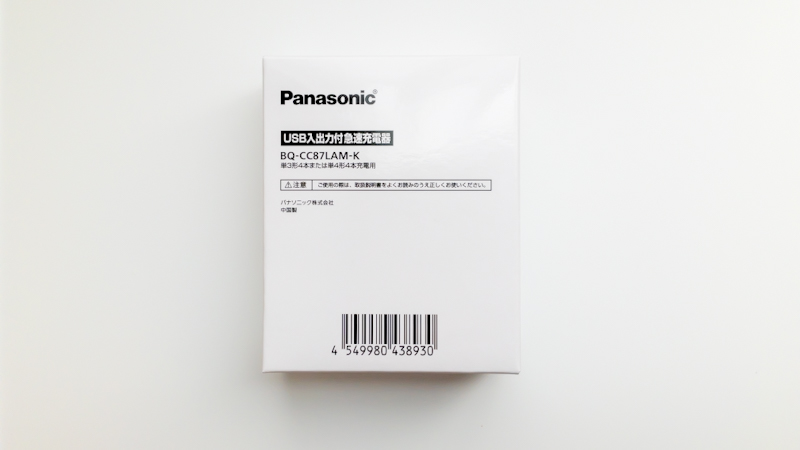 Panasonic®
USB入出力付急速充電器
BQ-CC87LAM-K
単3形4本または単4形4本充電用
⚠注意 ご使用の際は、取扱説明書をよくお読みのうえ正しくお使いください。
パナソニック株式会社
中国製
4 549980 438930